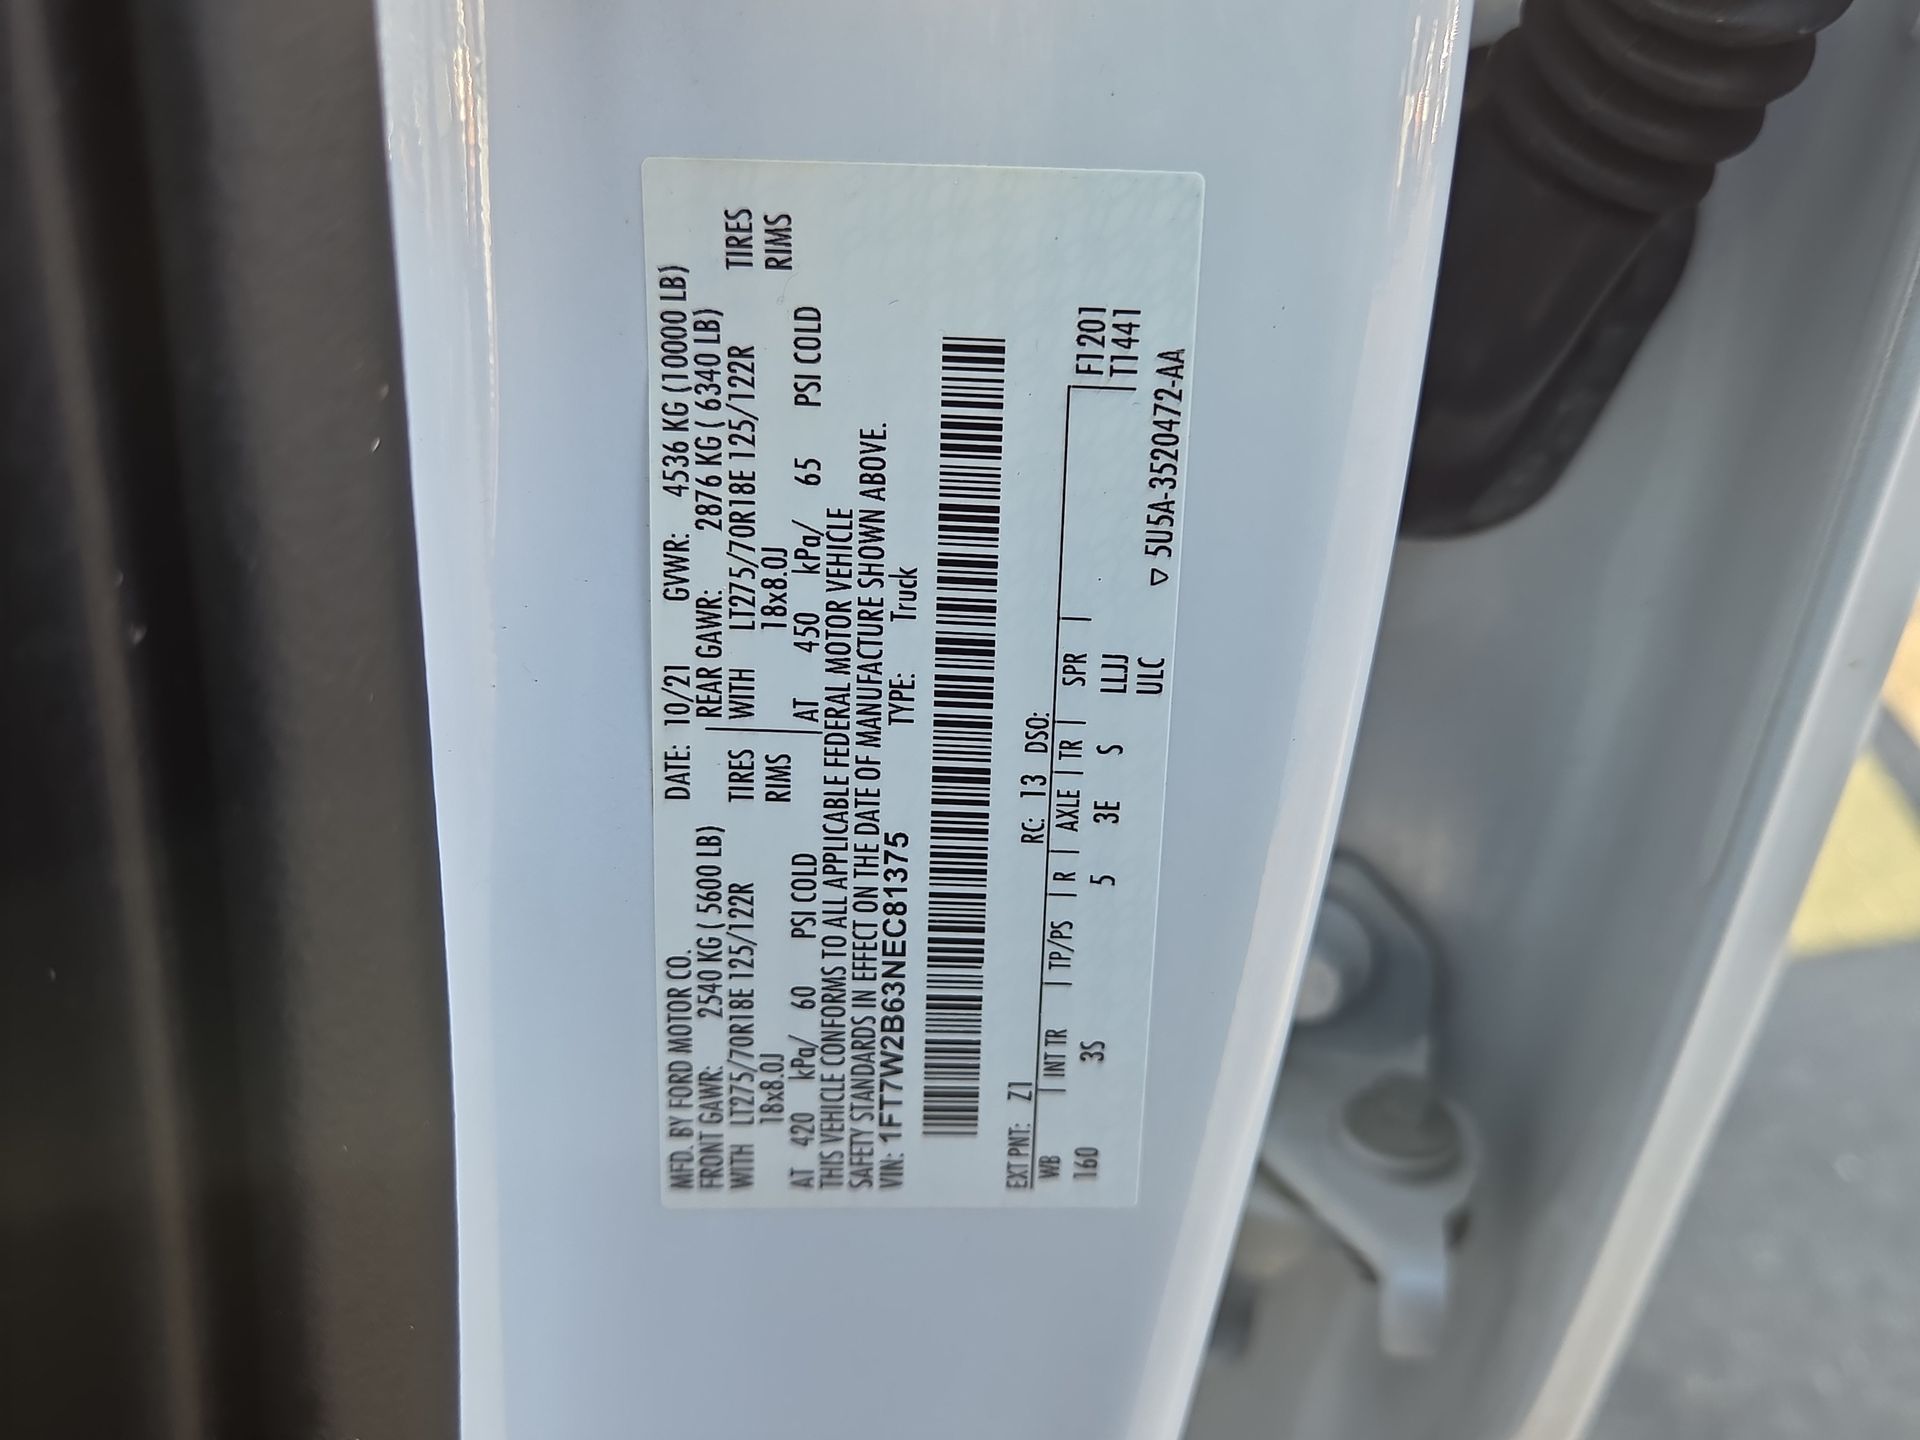 MFD. BY FORD MOTOR CO. DATE: 10/21 GVWR: 4536 KG (10000 LB)
FRONT GAWR: 2540 KG ( 5600 LB) REAR GAWR: 2876 KG ( 6340 LB)
WITH LT275/70R18E 125/122R TIRES WITH LT275/70R18E 125/122R TIRES
18x8.0J RIMS 18x8.0J RIMS
AT 420 kPa/ 60 PSI COLD AT 450 kPa/ 65 PSI COLD
THIS VEHICLE CONFORMS TO ALL APPLICABLE FEDERAL MOTOR VEHICLE
SAFETY STANDARDS IN EFFECT ON THE DATE OF MANUFACTURE SHOWN ABOVE.
VIN: 1FT7W2B63NEC81375 TYPE: Truck
EXT PNT: Z1 RC: 13 DSO:
WB | INT TR | TP/PS | R | AXLE | TR | SPR | F1201
160 3S 5 3E S LLJJ T1441
ULC
▽ 5U5A-3520472-AA